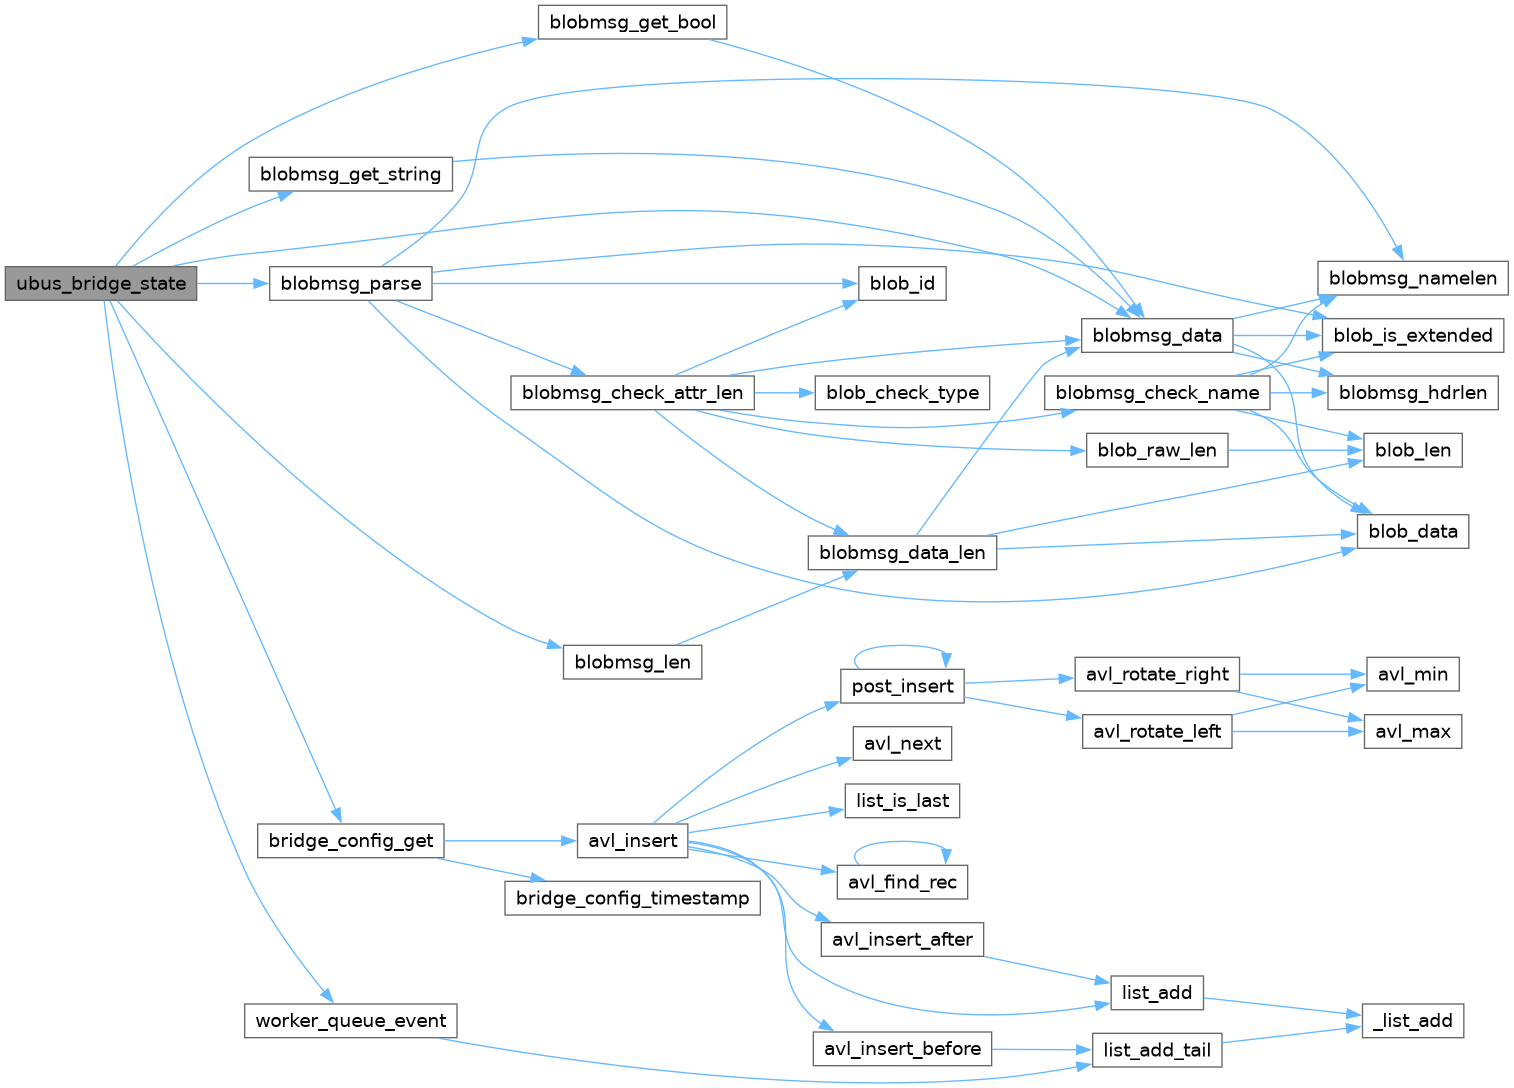 blobmsg_get_bool
blobmsg_get_string
ubus_bridge_state
blobmsg_parse
blob_id
blobmsg_namelen
blobmsg_data
blob_is_extended
blobmsg_check_attr_len
blob_check_type
blobmsg_check_name
blobmsg_hdrlen
blob_raw_len
blob_len
blobmsg_data_len
blob_data
blobmsg_len
post_insert
avl_rotate_right
avl_min
avl_next
avl_rotate_left
avl_max
list_is_last
bridge_config_get
avl_insert
avl_find_rec
bridge_config_timestamp
avl_insert_after
list_add
worker_queue_event
_list_add
avl_insert_before
list_add_tail